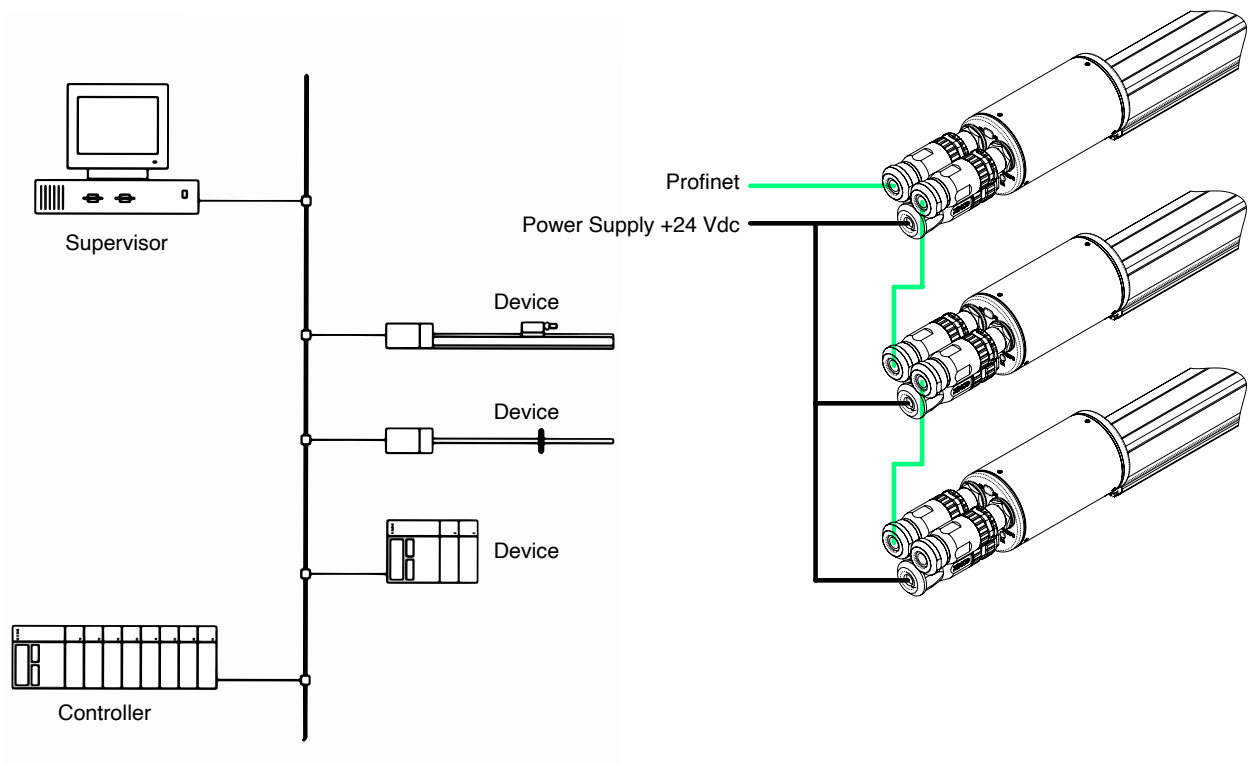 Supervisor
Device
Device
Device
Controller
Profinet
Power Supply +24 Vdc